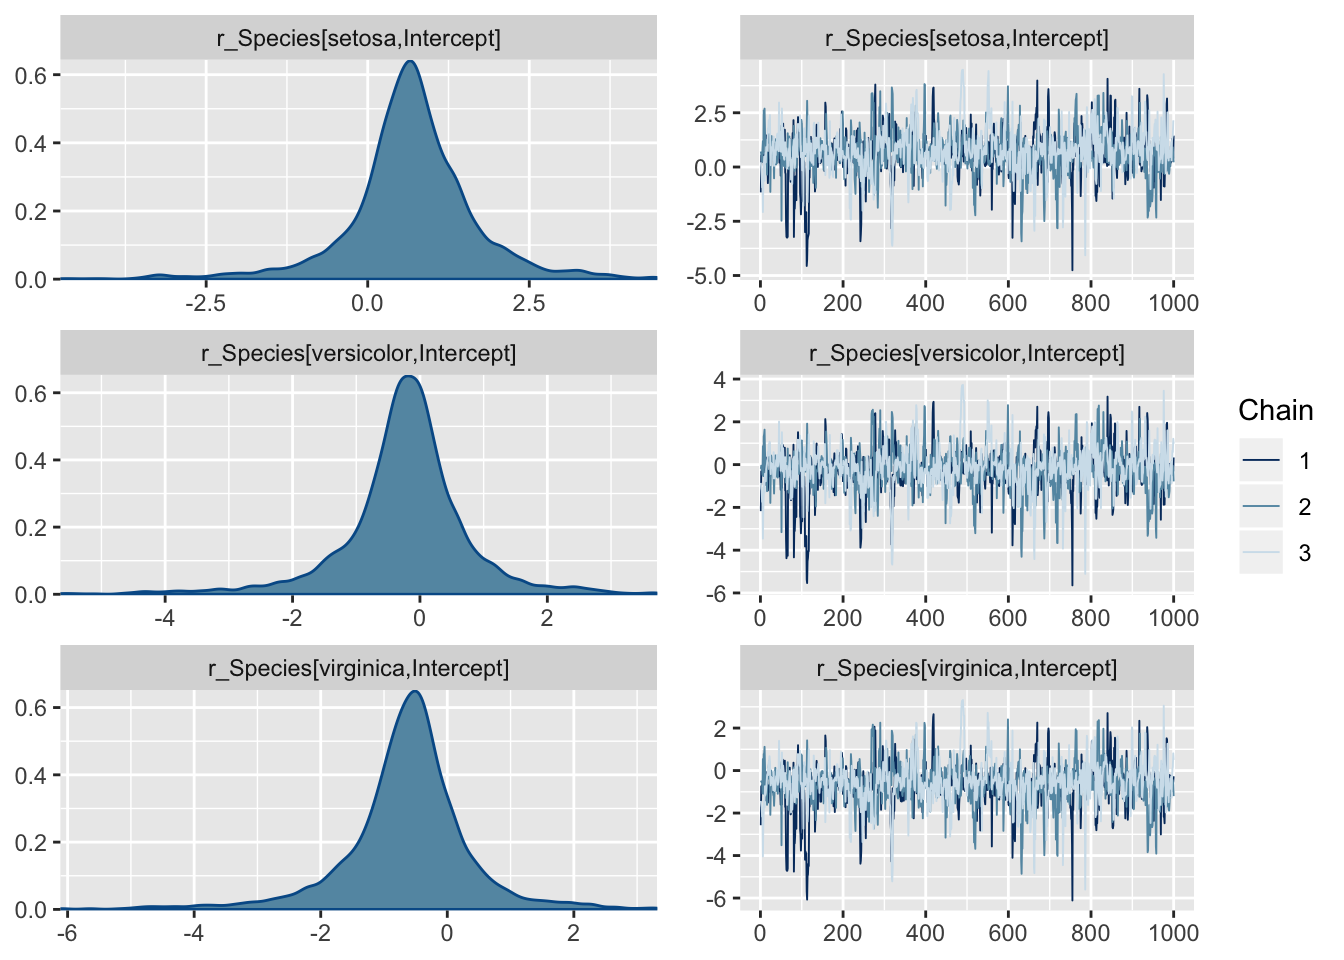 r_Species[setosa,Intercept]
0.6
0.4
0.2
0.0
-2.5 0.0 2.5
r_Species[setosa,Intercept]
2.5
0.0
-2.5
-5.0
0 200 400 600 800 1000
r_Species[versicolor,Intercept]
0.6
0.4
0.2
0.0
-4 -2 0 2
r_Species[versicolor,Intercept]
4
2
0
-2
-4
-6
0 200 400 600 800 1000
r_Species[virginica,Intercept]
0.6
0.4
0.2
0.0
-6 -4 -2 0 2
r_Species[virginica,Intercept]
2
0
-2
-4
-6
0 200 400 600 800 1000
Chain
1
2
3